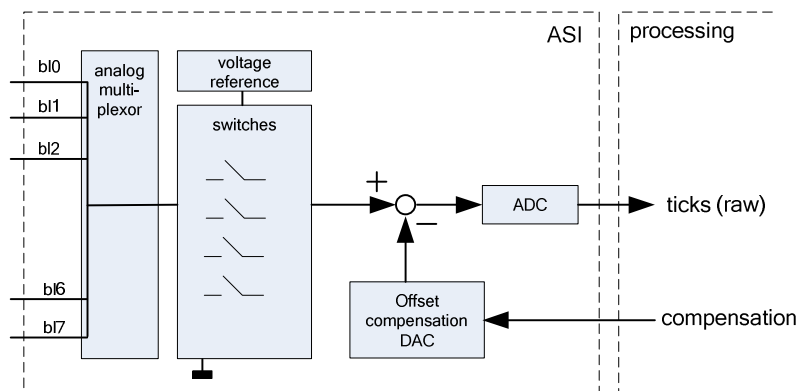 ASI
processing
bl0
analog
multi-
plexor
voltage
reference
bl1
switches
bl2
+
ADC
ticks (raw)
−
bl6
Offset
compensation
DAC
compensation
bl7